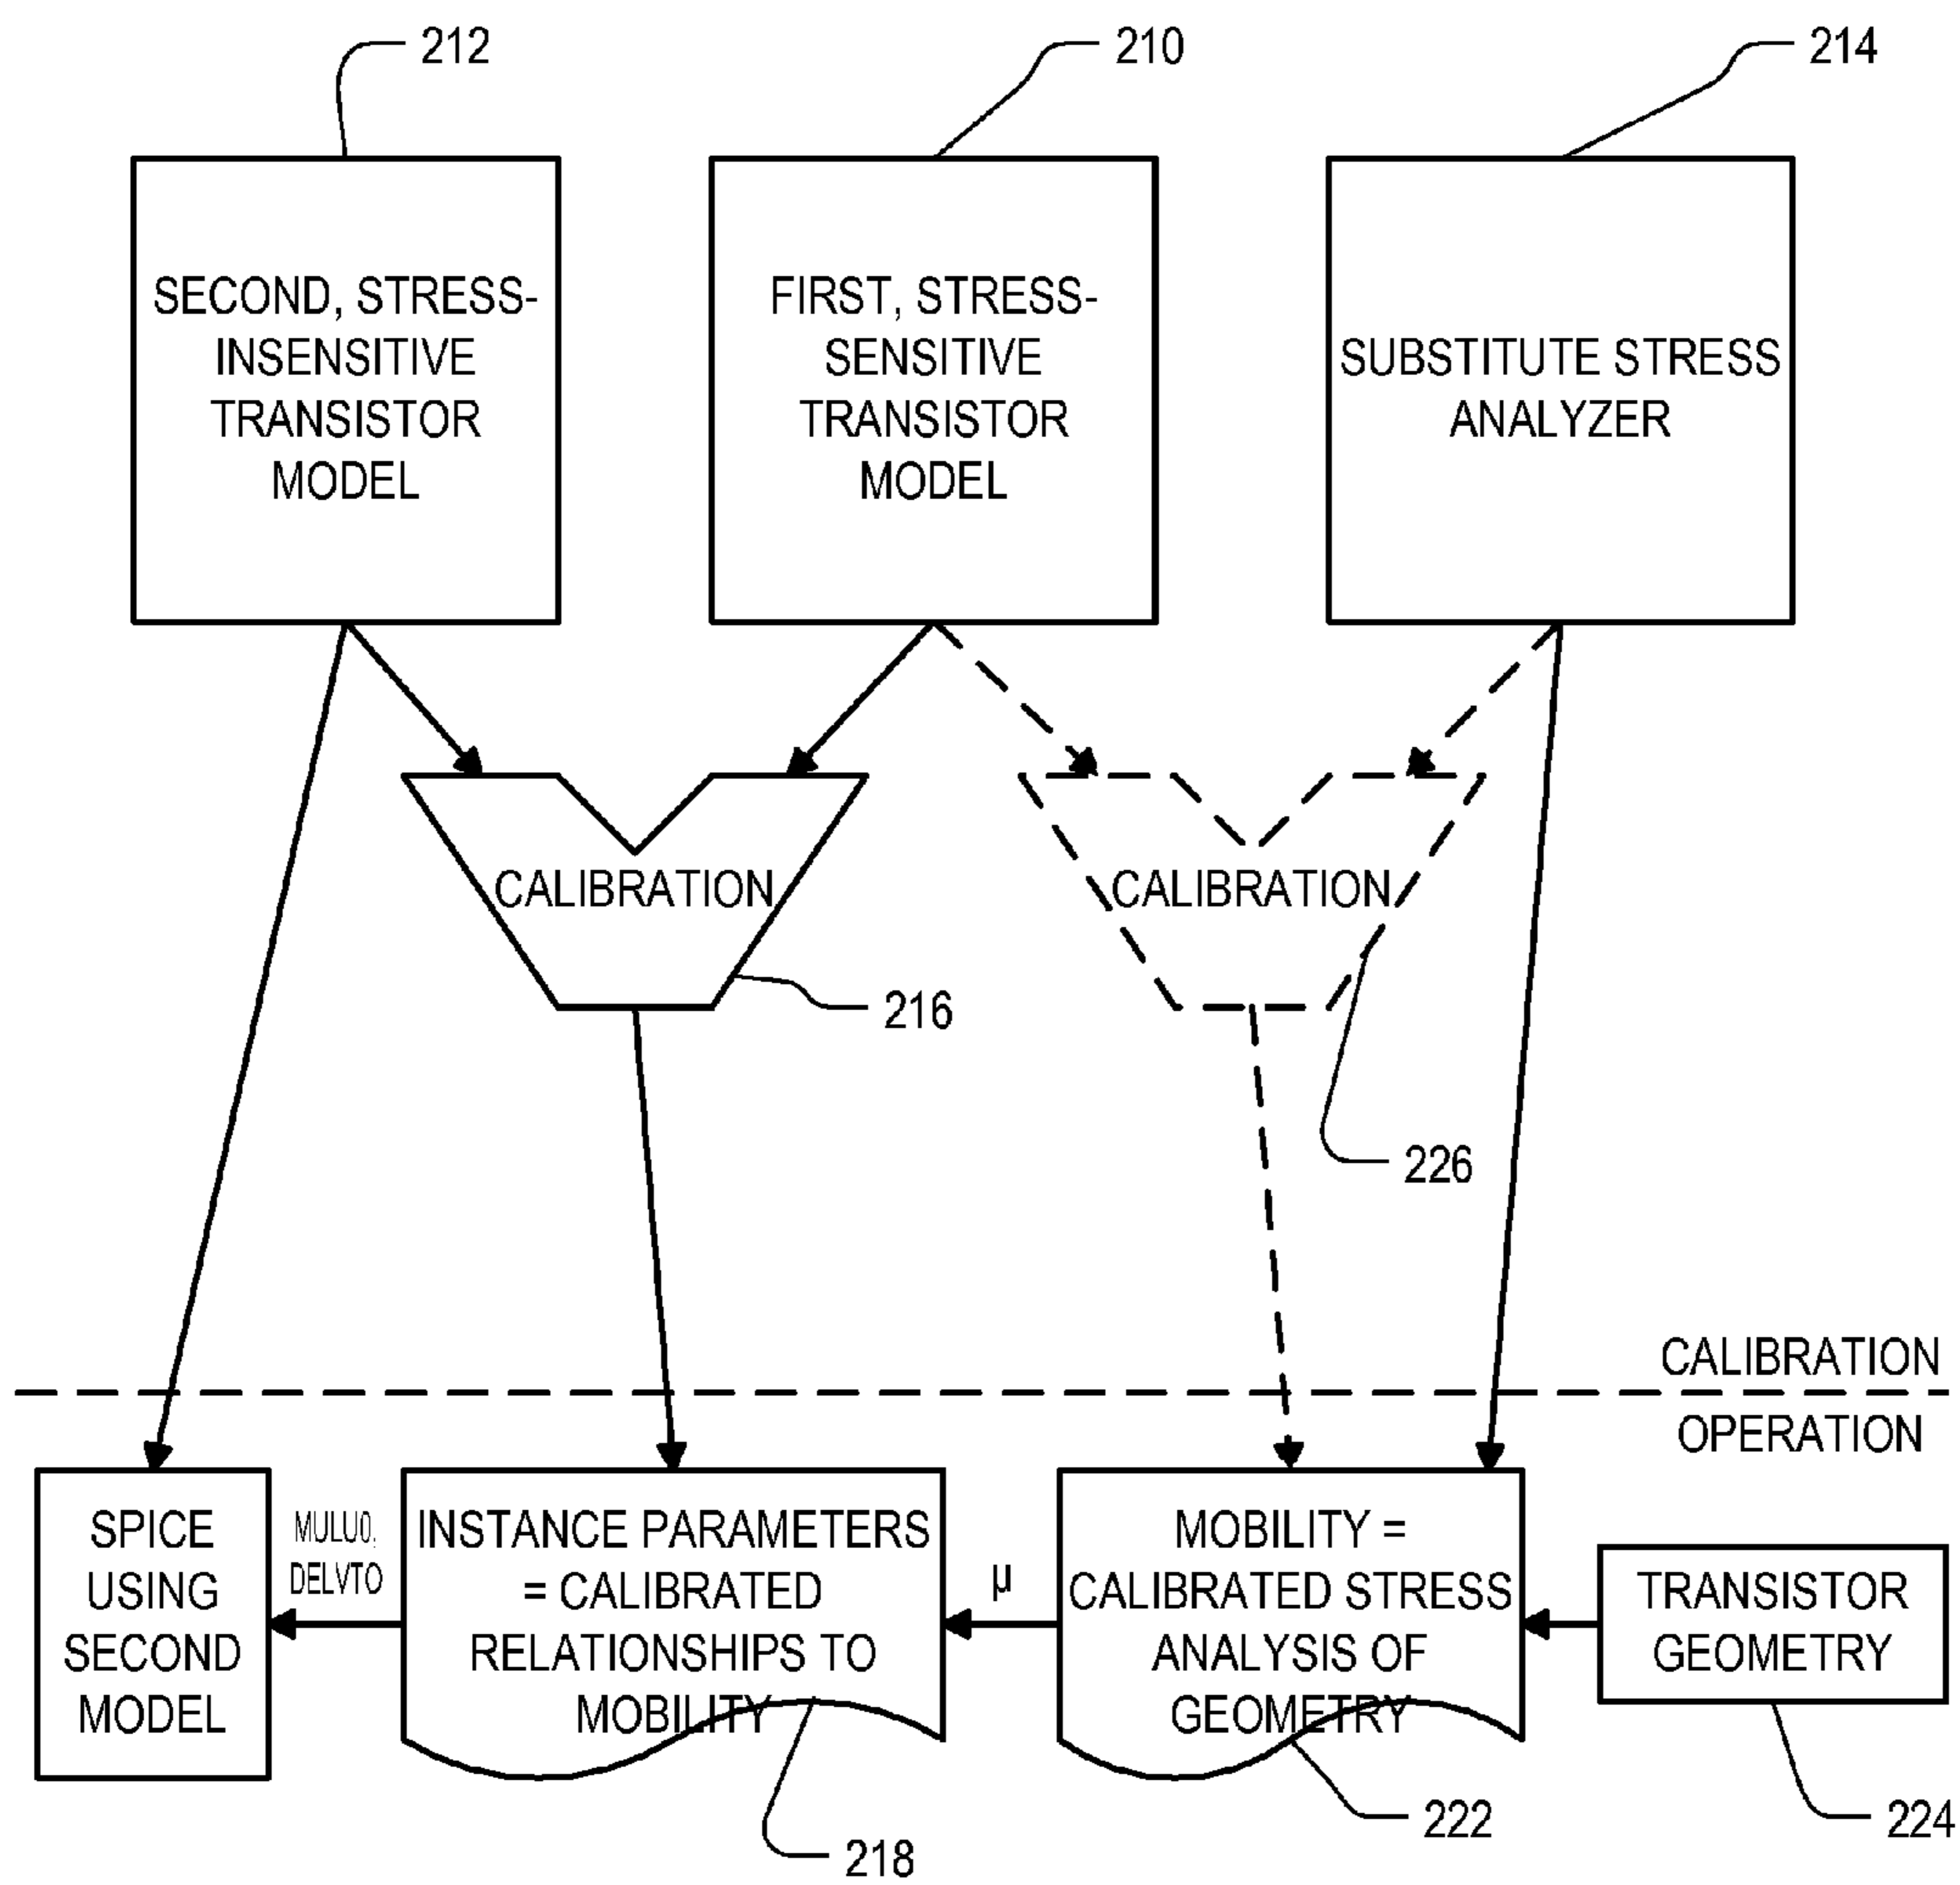 212
210
214
SECOND, STRESS-
INSENSITIVE
TRANSISTOR
MODEL
FIRST, STRESS-
SENSITIVE
TRANSISTOR
MODEL
SUBSTITUTE STRESS
ANALYZER
CALIBRATION
CALIBRATION
216
226
CALIBRATION
OPERATION
SPICE
USING
SECOND
MODEL
MULU0,
DELVTO
INSTANCE PARAMETERS
= CALIBRATED
RELATIONSHIPS TO
MOBILITY
μ
MOBILITY =
CALIBRATED STRESS
ANALYSIS OF
GEOMETRY
TRANSISTOR
GEOMETRY
218
222
224